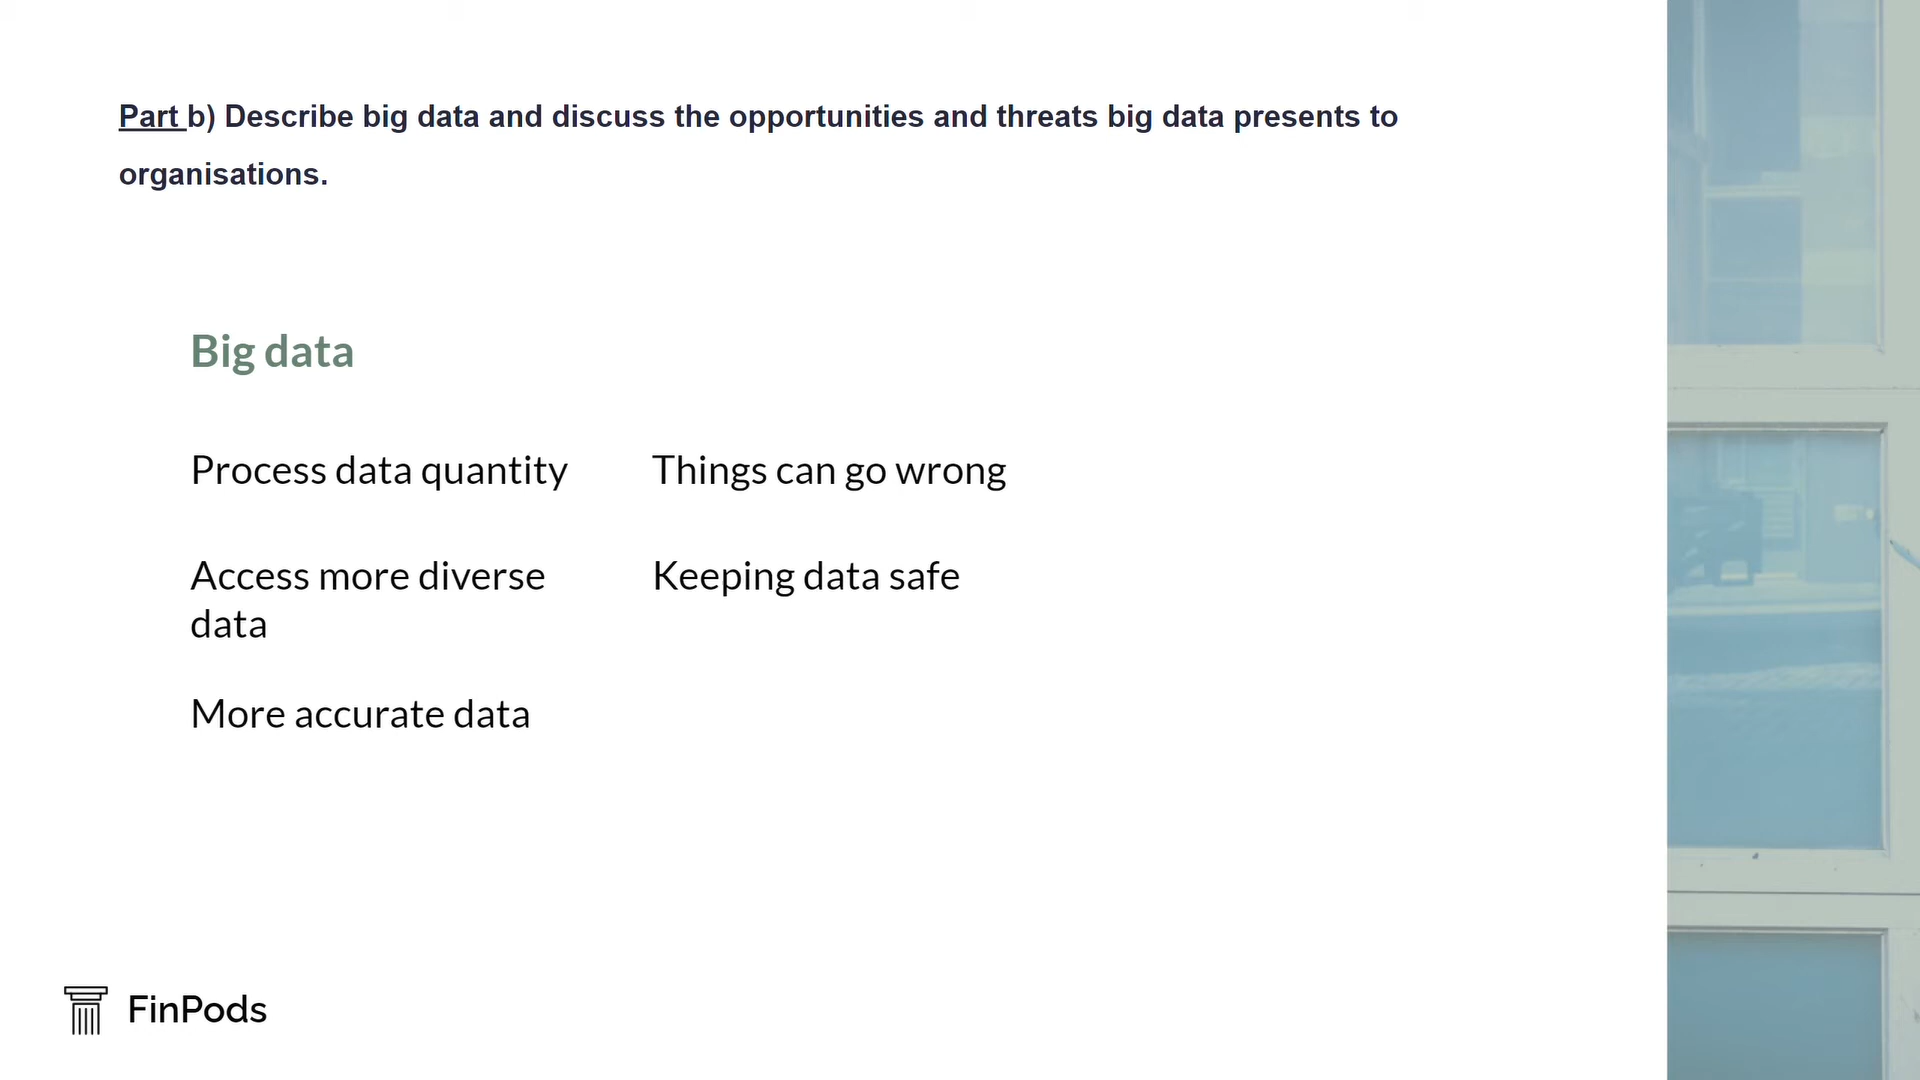 Part b) Describe big data and discuss the opportunities and threats big data presents to
organisations.
Big data
Process data quantity
Things can go wrong
Access more diverse
data
Keeping data safe
More accurate data
FinPods